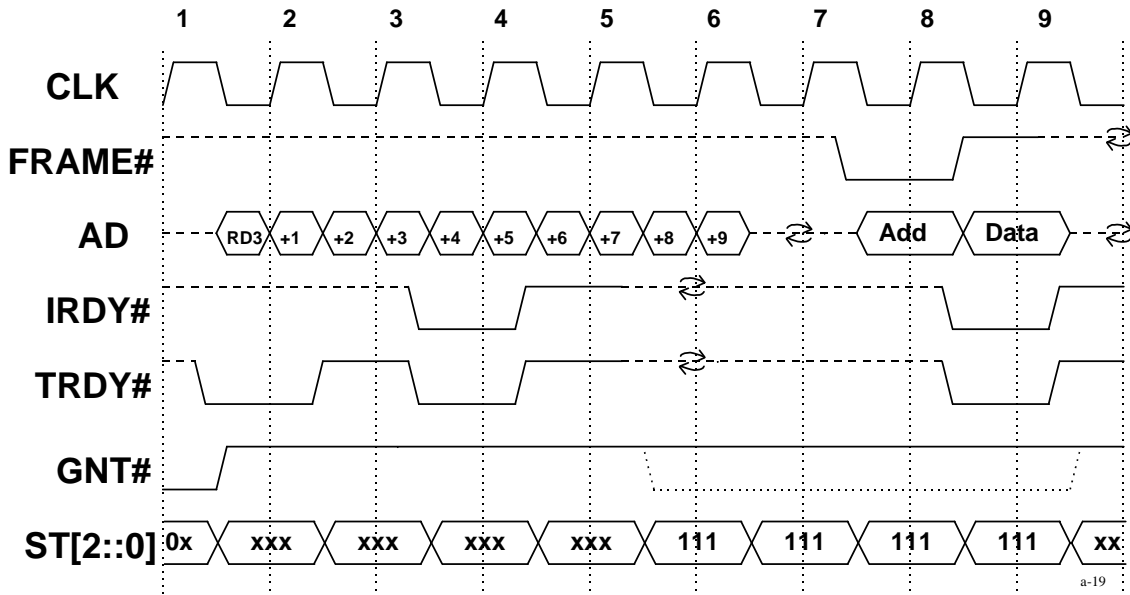 1 2 3 4 5 6 7 8 9
CLK
FRAME#
AD RD3 +1 +2 +3 +4 +5 +6 +7 +8 +9 Add Data
IRDY#
TRDY#
GNT#
ST[2::0] 0x xxx xxx xxx xxx 111 111 111 111 xx
a-19